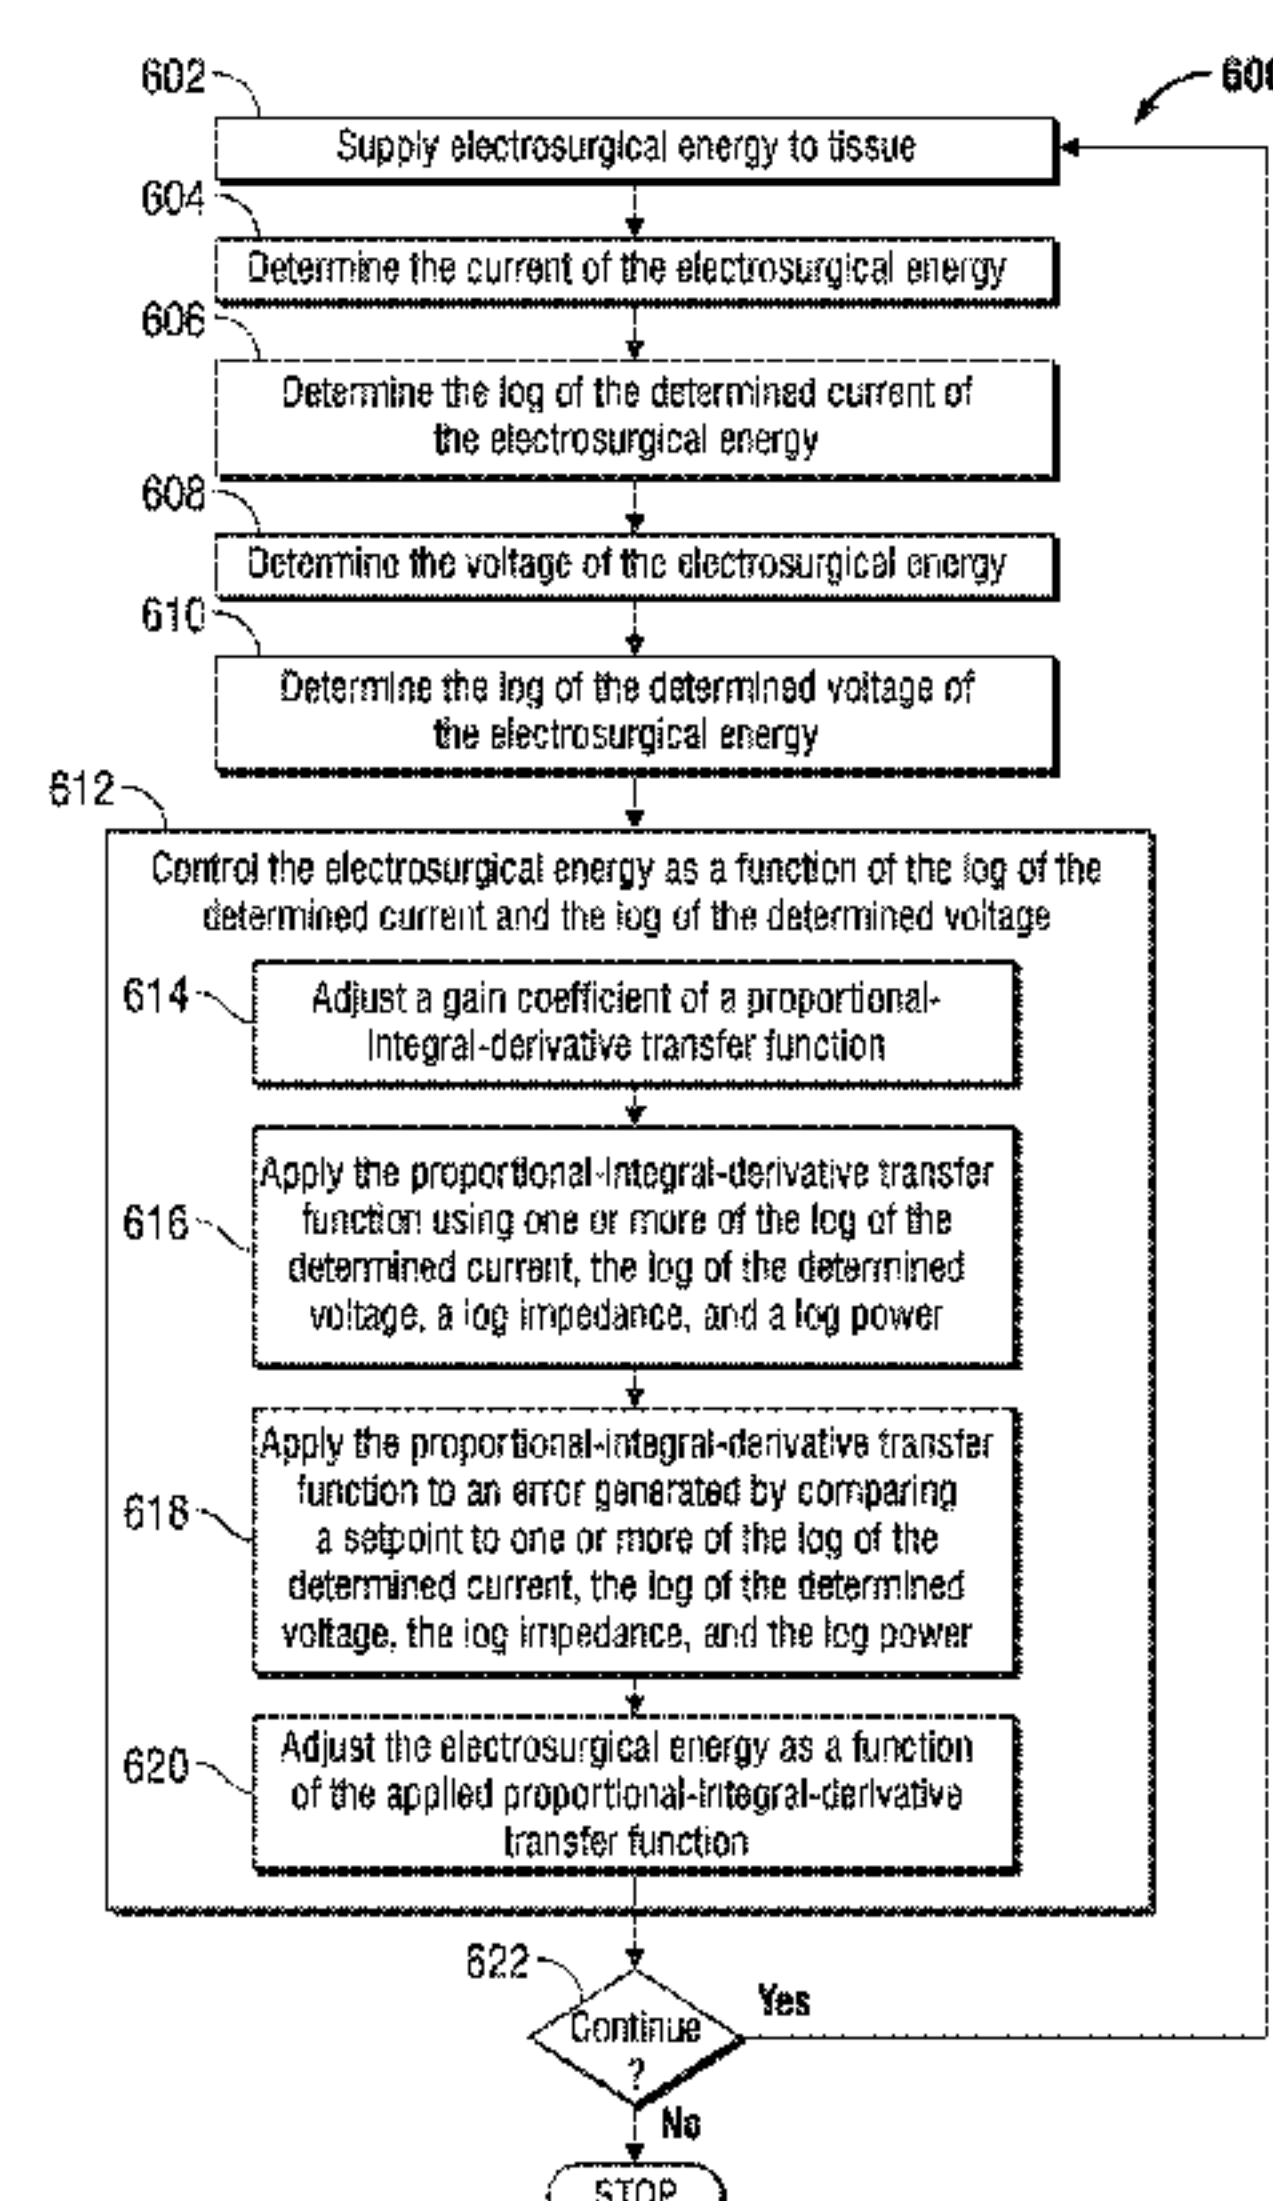 602
600
Supply electrosurgical energy to tissue
604
Determine the current of the electrosurgical energy
606
Determine the log of the determined current of
the electrosurgical energy
608
Determine the voltage of the electrosurgical energy
610
Determine the log of the determined voltage of
the electrosurgical energy
612
Control the electrosurgical energy as a function of the log of the
determined current and the log of the determined voltage
614
Adjust a gain coefficient of a proportional-
integral-derivative transfer function
616
Apply the proportional-integral-derivative transfer
function using one or more of the log of the
determined current, the log of the determined
voltage, a log impedance, and a log power
618
Apply the proportional-integral-derivative transfer
function to an error generated by comparing
a setpoint to one or more of the log of the
determined current, the log of the determined
voltage, the log impedance, and the log power
620
Adjust the electrosurgical energy as a function
of the applied proportional-integral-derivative
transfer function
622
Continue
?
Yes
No
STOP